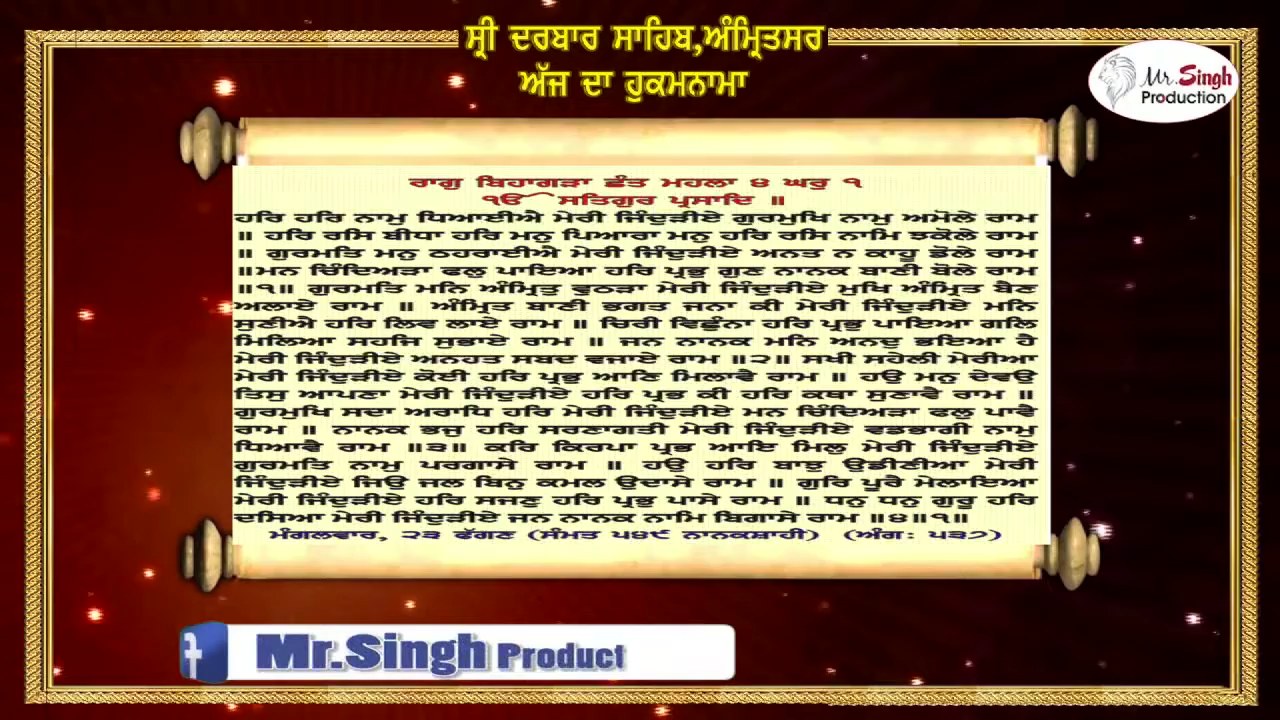 ਸ੍ਰੀ ਦਰਬਾਰ ਸਾਹਿਬ,ਅੰਮ੍ਰਿਤਸਰ
ਅੱਜ ਦਾ ਹੁਕਮਨਾਮਾ
Mr.Singh
Production
ਰਾਗੁ ਬਿਹਾਗੜਾ ਛੰਤ ਮਹਲਾ ੪ ਘਰੁ ੧
ੴ ਸਤਿਗੁਰ ਪ੍ਰਸਾਦਿ ॥
ਹਰਿ ਹਰਿ ਨਾਮੁ ਧਿਆਈਐ ਮੇਰੀ ਜਿੰਦੁੜੀਏ ਗੁਰਮੁਖਿ ਨਾਮੁ ਅਮੋਲੇ ਰਾਮ
॥ ਹਰਿ ਰਸਿ ਬੀਧਾ ਹਰਿ ਮਨੁ ਪਿਆਰਾ ਮਨੁ ਹਰਿ ਰਸਿ ਨਾਮਿ ਝਕੋਲੇ ਰਾਮ
॥ ਗੁਰਮਤਿ ਮਨੁ ਠਹਰਾਈਐ ਮੇਰੀ ਜਿੰਦੁੜੀਏ ਅਨਤ ਨ ਕਾਹੂ ਡੋਲੇ ਰਾਮ
॥ਮਨ ਚਿੰਦਿਅੜਾ ਫਲੁ ਪਾਇਆ ਹਰਿ ਪ੍ਰਭੁ ਗੁਣ ਨਾਨਕ ਬਾਣੀ ਬੋਲੇ ਰਾਮ
॥੧॥ ਗੁਰਮਤਿ ਮਨਿ ਅੰਮ੍ਰਿਤੁ ਵੁਠੜਾ ਮੇਰੀ ਜਿੰਦੁੜੀਏ ਮੁਖਿ ਅੰਮ੍ਰਿਤ ਬੈਣ
ਅਲਾਏ ਰਾਮ ॥ ਅੰਮ੍ਰਿਤ ਬਾਣੀ ਭਗਤ ਜਨਾ ਕੀ ਮੇਰੀ ਜਿੰਦੁੜੀਏ ਮਨਿ
ਸੁਣੀਐ ਹਰਿ ਲਿਵ ਲਾਏ ਰਾਮ ॥ ਚਿਰੀ ਵਿਛੁੰਨਾ ਹਰਿ ਪ੍ਰਭੁ ਪਾਇਆ ਗਲਿ
ਮਿਲਿਆ ਸਹਜਿ ਸੁਭਾਏ ਰਾਮ ॥ ਜਨ ਨਾਨਕ ਮਨਿ ਅਨਦੁ ਭਇਆ ਹੈ
ਮੇਰੀ ਜਿੰਦੁੜੀਏ ਅਨਹਤ ਸਬਦ ਵਜਾਏ ਰਾਮ ॥੨॥ ਸਖੀ ਸਹੇਲੀ ਮੇਰੀਆ
ਮੇਰੀ ਜਿੰਦੁੜੀਏ ਕੋਈ ਹਰਿ ਪ੍ਰਭੁ ਆਣਿ ਮਿਲਾਵੈ ਰਾਮ ॥ ਹਉ ਮਨੁ ਦੇਵਉ
ਤਿਸੁ ਆਪਣਾ ਮੇਰੀ ਜਿੰਦੁੜੀਏ ਹਰਿ ਪ੍ਰਭ ਕੀ ਹਰਿ ਕਥਾ ਸੁਣਾਵੈ ਰਾਮ ॥
ਗੁਰਮੁਖਿ ਸਦਾ ਅਰਾਧਿ ਹਰਿ ਮੇਰੀ ਜਿੰਦੁੜੀਏ ਮਨ ਚਿੰਦਿਅੜਾ ਫਲੁ ਪਾਵੈ
ਰਾਮ ॥ ਨਾਨਕ ਭਜੁ ਹਰਿ ਸਰਣਾਗਤੀ ਮੇਰੀ ਜਿੰਦੁੜੀਏ ਵਡਭਾਗੀ ਨਾਮੁ
ਧਿਆਵੈ ਰਾਮ ॥੩॥ ਕਰਿ ਕਿਰਪਾ ਪ੍ਰਭ ਆਇ ਮਿਲੁ ਮੇਰੀ ਜਿੰਦੁੜੀਏ
ਗੁਰਮਤਿ ਨਾਮੁ ਪਰਗਾਸੇ ਰਾਮ ॥ ਹਉ ਹਰਿ ਬਾਝੁ ਉਡੀਣੀਆ ਮੇਰੀ
ਜਿੰਦੁੜੀਏ ਜਿਉ ਜਲ ਬਿਨੁ ਕਮਲ ਉਦਾਸੇ ਰਾਮ ॥ ਗੁਰਿ ਪੂਰੈ ਮੇਲਾਇਆ
ਮੇਰੀ ਜਿੰਦੁੜੀਏ ਹਰਿ ਸਜਣੁ ਹਰਿ ਪ੍ਰਭੁ ਪਾਸੇ ਰਾਮ ॥ ਧਨੁ ਧਨੁ ਗੁਰੂ ਹਰਿ
ਦਸਿਆ ਮੇਰੀ ਜਿੰਦੁੜੀਏ ਜਨ ਨਾਨਕ ਨਾਮਿ ਬਿਗਾਸੇ ਰਾਮ ॥੪॥੧॥
ਮੰਗਲਵਾਰ, ੨੩ ਫੱਗਣ (ਸੰਮਤ ੫੪੯ ਨਾਨਕਸ਼ਾਹੀ) (ਅੰਗ: ੫੩੭)
f Mr.Singh Product